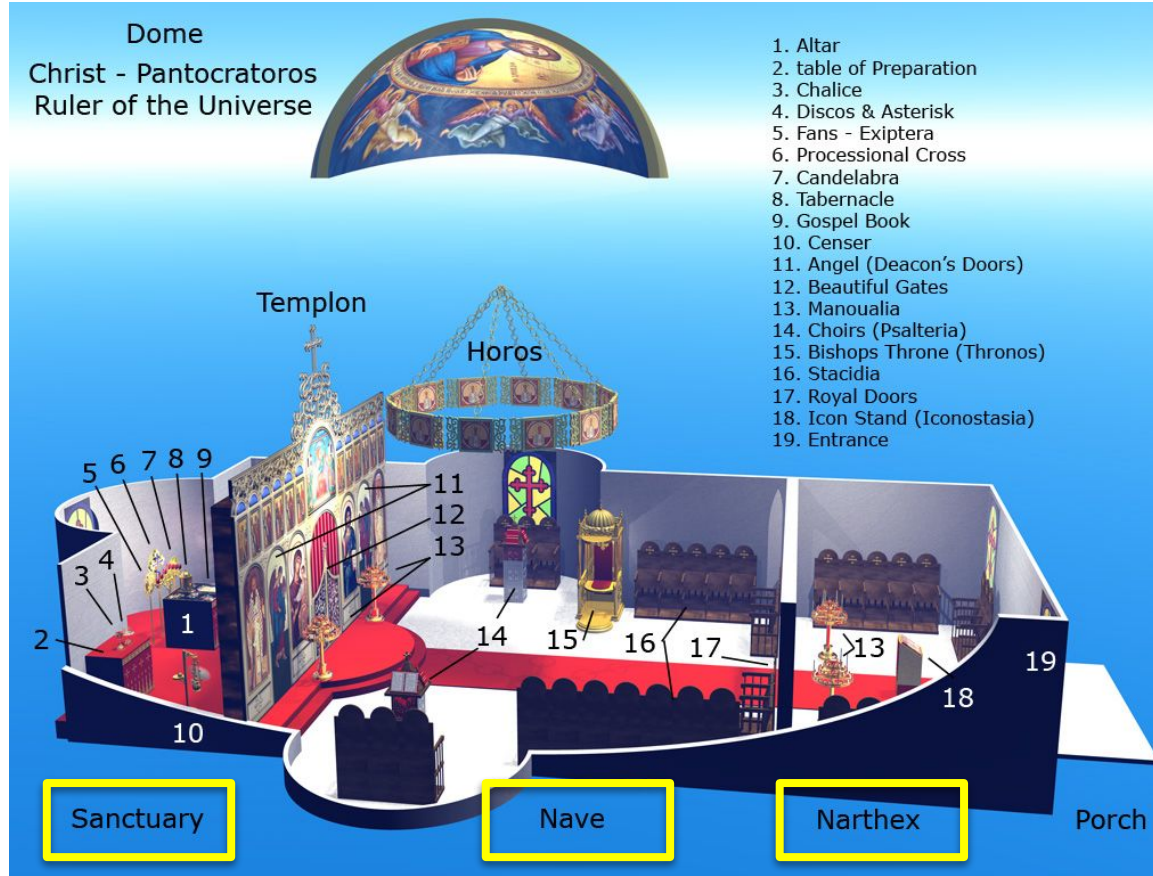 Dome
Christ - Pantocratoros
Ruler of the Universe
1. Altar
2. table of Preparation
3. Chalice
4. Discos & Asterisk
5. Fans - Exiptera
6. Processional Cross
7. Candelabra
8. Tabernacle
9. Gospel Book
10. Censer
11. Angel (Deacon's Doors)
12. Beautiful Gates
13. Manoualia
14. Choirs (Psalteria)
15. Bishops Throne (Thronos)
16. Stacidia
17. Royal Doors
18. Icon Stand (Iconostasia)
19. Entrance
Templon
Horos
5 6 7 8 9
11
12
13
4
3
1
2
14
15
16
17
13
18
19
10
Sanctuary
Nave
Narthex
Porch